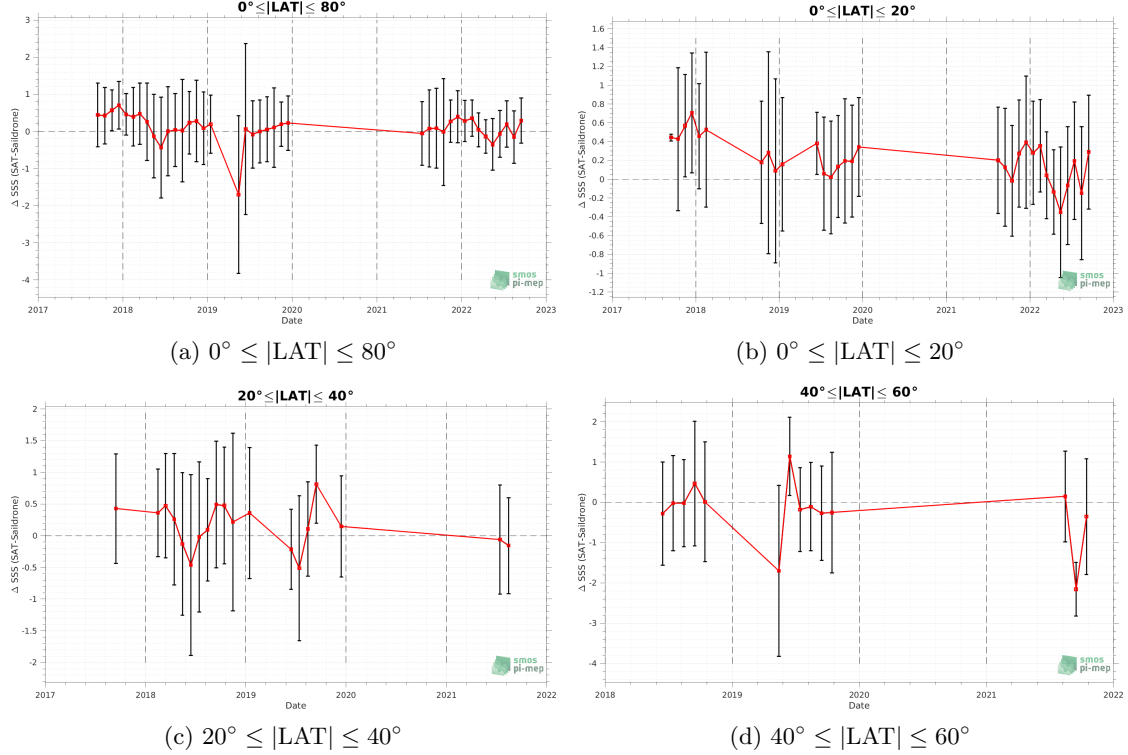 0°≤|LAT|≤ 80°
3
2
1
0
-1
-2
-3
-4
Δ SSS (SAT-Saildrone)
2017
2018
2019
2020
2021
2022
2023
Date
smos
pi-mep
(a) 0° ≤ |LAT| ≤ 80°
0°≤|LAT|≤ 20°
1.6
1.4
1.2
1
0.8
0.6
0.4
0.2
0
-0.2
-0.4
-0.6
-0.8
-1
-1.2
Δ SSS (SAT-Saildrone)
2017
2018
2019
2020
2021
2022
2023
Date
smos
pi-mep
(b) 0° ≤ |LAT| ≤ 20°
20°≤|LAT|≤ 40°
2
1.5
1
0.5
0
-0.5
-1
-1.5
-2
Δ SSS (SAT-Saildrone)
2017
2018
2019
2020
2021
2022
Date
smos
pi-mep
(c) 20° ≤ |LAT| ≤ 40°
40°≤|LAT|≤ 60°
2
1
0
-1
-2
-3
-4
Δ SSS (SAT-Saildrone)
2018
2019
2020
2021
2022
Date
smos
pi-mep
(d) 40° ≤ |LAT| ≤ 60°